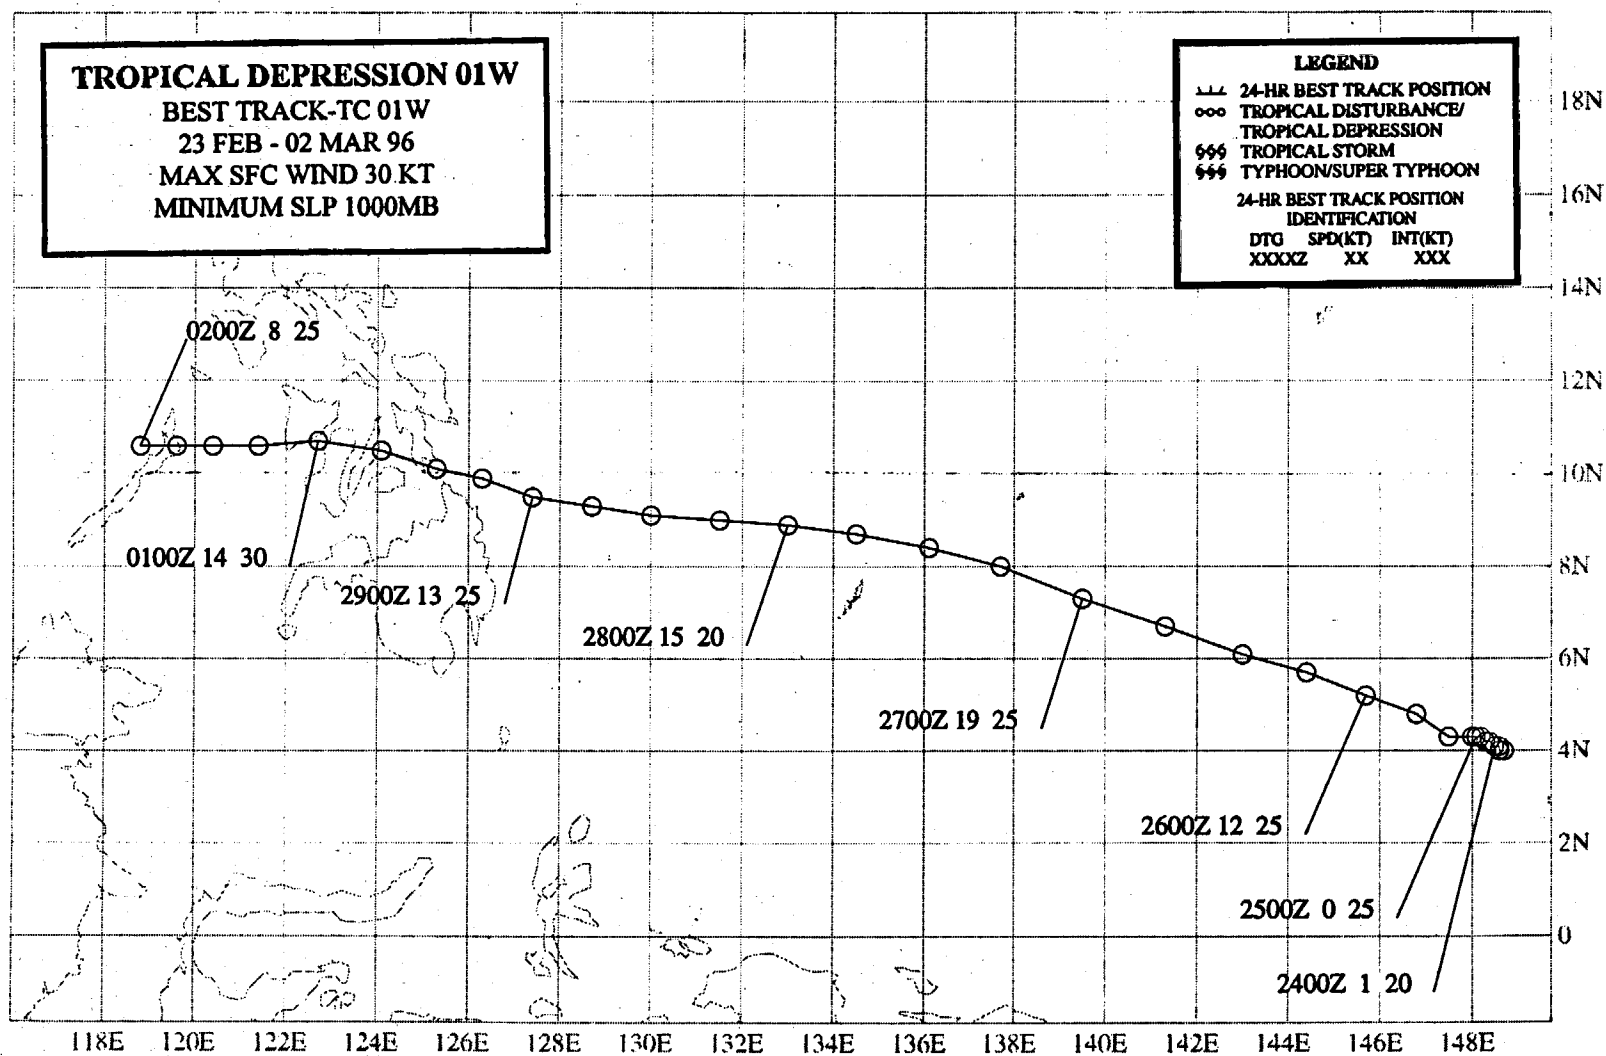 TROPICAL DEPRESSION 01W
BEST TRACK-TC 01W
23 FEB - 02 MAR 96
MAX SFC WIND 30 KT
MINIMUM SLP 1000MB
LEGEND
24-HR BEST TRACK POSITION
TROPICAL DISTURBANCE/
TROPICAL DEPRESSION
TROPICAL STORM
TYPHOON/SUPER TYPHOON
24-HR BEST TRACK POSITION
IDENTIFICATION
DTG SPD(KT) INT(KT)
XXXXZ XX XXX
18N
16N
14N
0200Z 8 25
12N
10N
0100Z 14 30
8N
2900Z 13 25
2800Z 15 20
6N
2700Z 19 25
4N
2600Z 12 25
2N
2500Z 0 25
0
2400Z 1 20
118E 120E 122E 124E 126E 128E 130E 132E 134E 136E 138E 140E 142E 144E 146E 148E